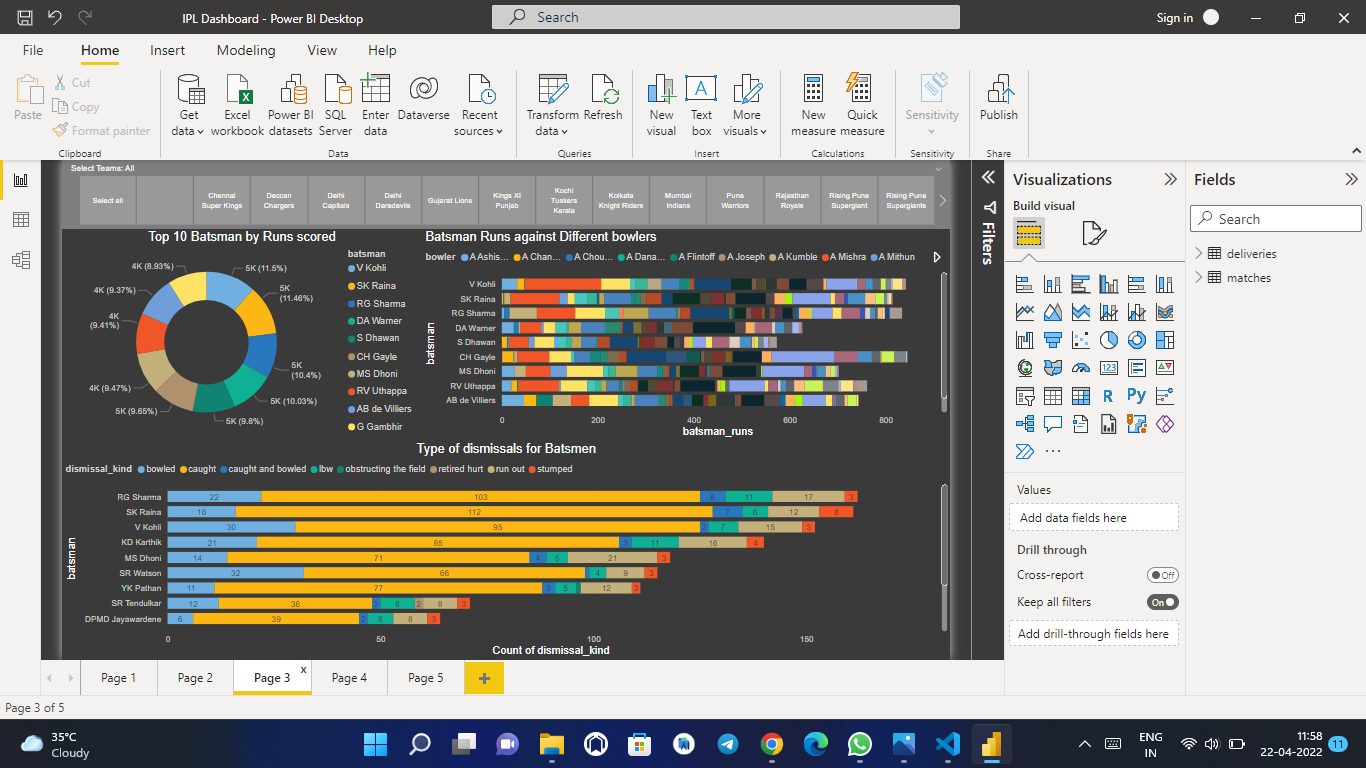 IPL Dashboard - Power BI Desktop
Search
Sign in
File Home Insert Modeling View Help
Paste
Cut
Copy
Format painter
Clipboard
Get data
Excel workbook
Power BI datasets
SQL Server
Enter data
Dataverse
Recent sources
Data
Transform data
Refresh
Queries
New visual
Text box
More visuals
Insert
New measure
Quick measure
Calculations
Sensitivity
Sensitivity
Publish
Share
Select Teams: All
Select all
Chennai Super Kings
Deccan Chargers
Delhi Capitals
Delhi Daredevils
Gujarat Lions
Kings XI Punjab
Kochi Tuskers Kerala
Kolkata Knight Riders
Mumbai Indians
Pune Warriors
Rajasthan Royals
Rising Pune Supergiant
Rising Pune Supergiants
Top 10 Batsman by Runs scored
5K (11.5%)
5K (11.46%)
5K (10.4%)
5K (10.03%)
5K (9.8%)
5K (9.65%)
4K (9.47%)
4K (9.41%)
4K (9.37%)
4K (8.93%)
batsman
V Kohli
SK Raina
RG Sharma
DA Warner
S Dhawan
CH Gayle
MS Dhoni
RV Uthappa
AB de Villiers
G Gambhir
Batsman Runs against Different bowlers
bowler A Ashis... A Chan... A Chou... A Dana... A Flintoff A Joseph A Kumble A Mishra A Mithun
batsman
V Kohli
SK Raina
RG Sharma
DA Warner
S Dhawan
CH Gayle
MS Dhoni
RV Uthappa
AB de Villiers
0 200 400 600 800
batsman_runs
Type of dismissals for Batsmen
dismissal_kind bowled caught caught and bowled lbw obstructing the field retired hurt run out stumped
batsman
RG Sharma 22 103 6 11 17 3
SK Raina 16 112 7 6 12 8
V Kohli 30 95 2 7 15 3
KD Karthik 21 85 3 11 16 4
MS Dhoni 14 71 4 5 21 3
SR Watson 32 66 4 9 3
YK Pathan 11 77 3 5 12 2
SR Tendulkar 12 36 2 8 2 8 3
DPMD Jayawardene 6 39 2 6 8 3
0 50 100 150
Count of dismissal_kind
Filters
Visualizations
Build visual
R
Py
123
Values
Add data fields here
Drill through
Cross-report
Off
Keep all filters
On
Add drill-through fields here
Fields
Search
deliveries
matches
Page 1 Page 2 Page 3 x Page 4 Page 5 +
Page 3 of 5
35°C
Cloudy
ENG
IN
11:58
22-04-2022
11